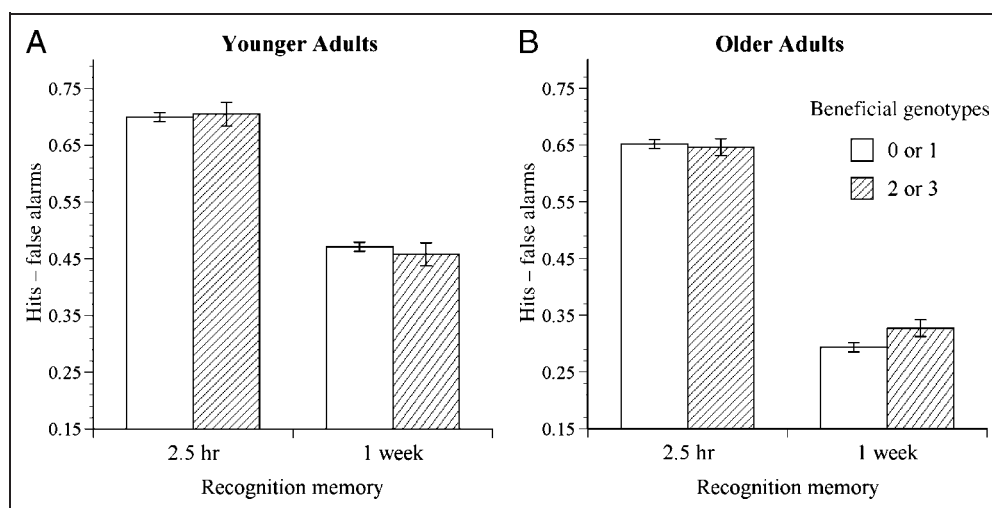 A
Younger Adults
Hits – false alarms
0.75
0.65
0.55
0.45
0.35
0.25
0.15
2.5 hr
1 week
Recognition memory
B
Older Adults
Hits – false alarms
0.75
0.65
0.55
0.45
0.35
0.25
0.15
2.5 hr
1 week
Recognition memory
Beneficial genotypes
0 or 1
2 or 3